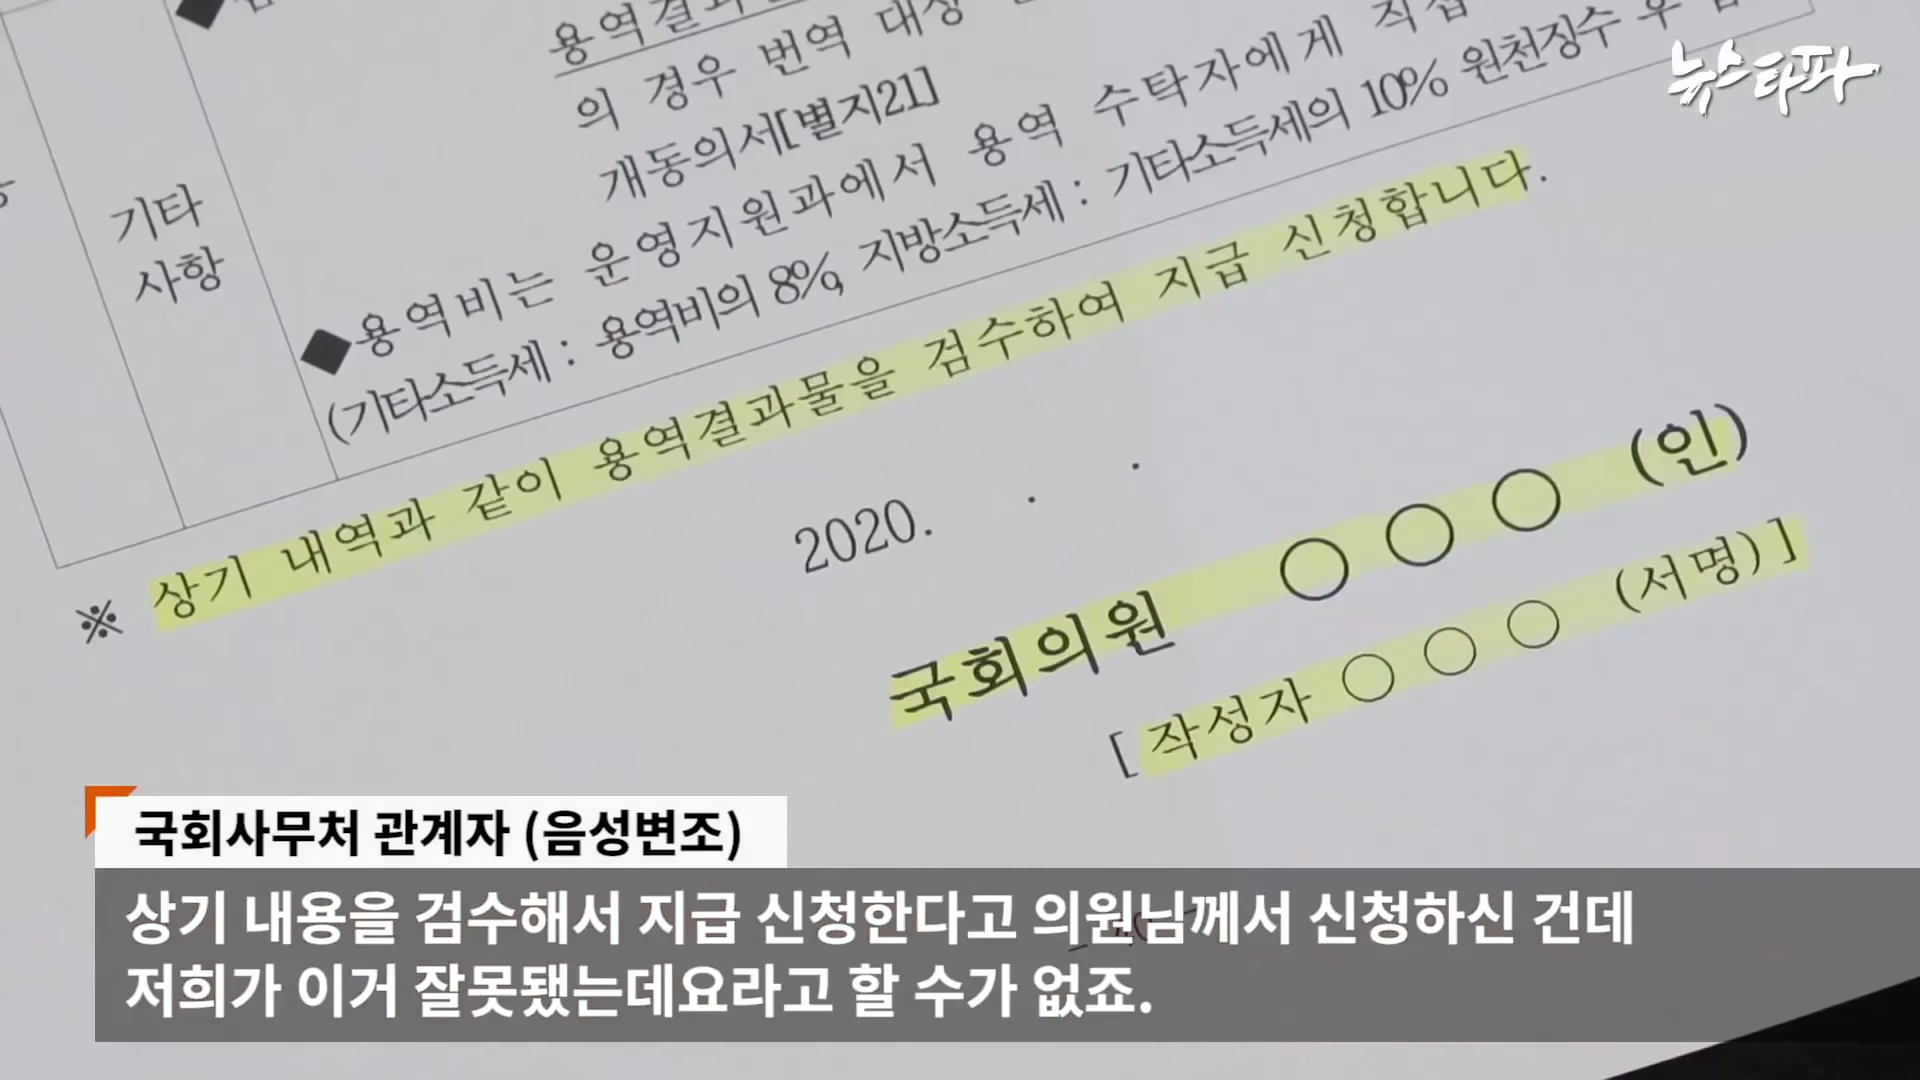 뉴스타파
용역결과
의 경우 번역 대상
개동의서[별지21]
기타
사항
◆용역비는 운영지원과에서 용역 수탁자에게 직접
(기타소득세 : 용역비의 8%, 지방소득세 : 기타소득세의 10% 원천징수 후
※ 상기 내역과 같이 용역결과물을 검수하여 지급 신청합니다.
2020. . .
국회의원 ○ ○ ○ (인)
[ 작성자 ○ ○ ○ (서명) ]
국회사무처 관계자 (음성변조)
상기 내용을 검수해서 지급 신청한다고 의원님께서 신청하신 건데
저희가 이거 잘못됐는데요라고 할 수가 없죠.